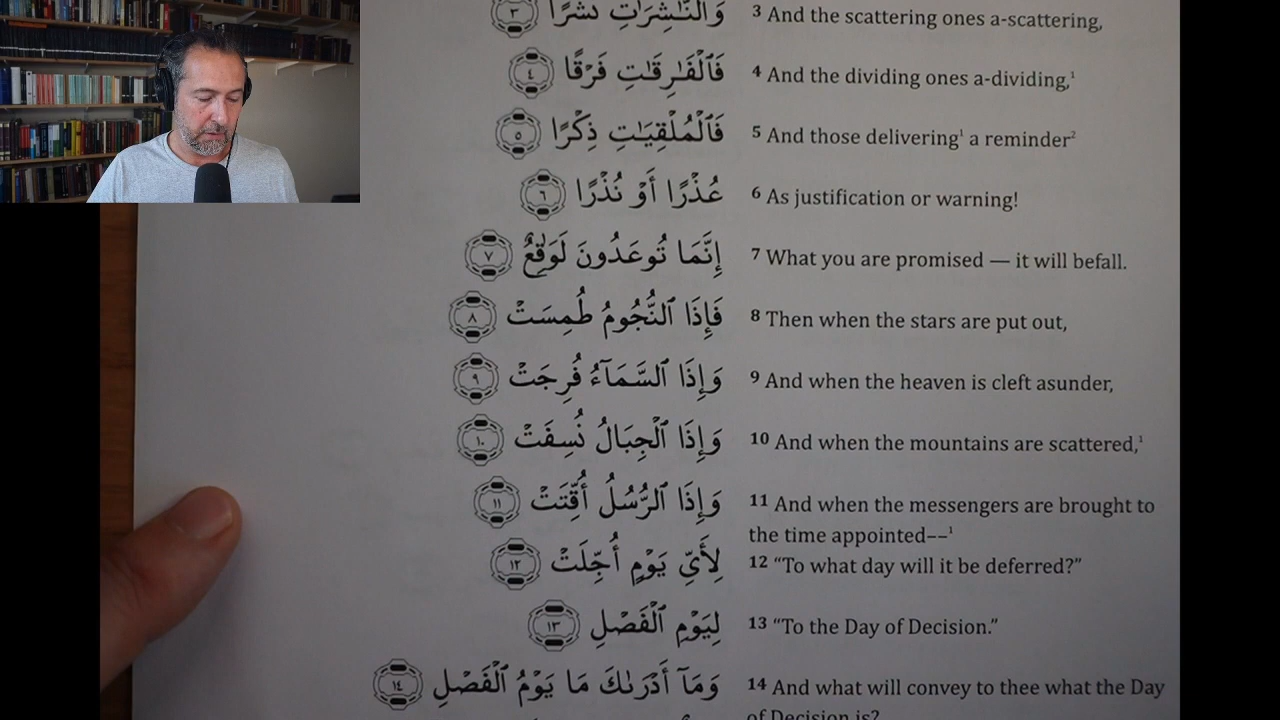 وَٱلنَّـٰشِرَٰتِ نَشْرًا ٣
3 And the scattering ones a-scattering,
فَٱلْفَـٰرِقَـٰتِ فَرْقًا ٤
4 And the dividing ones a-dividing,¹
فَٱلْمُلْقِيَـٰتِ ذِكْرًا ٥
5 And those delivering¹ a reminder²
عُذْرًا أَوْ نُذْرًا ٦
6 As justification or warning!
إِنَّمَا تُوعَدُونَ لَوَٰقِعٌ ٧
7 What you are promised — it will befall.
فَإِذَا ٱلنُّجُومُ طُمِسَتْ ٨
8 Then when the stars are put out,
وَإِذَا ٱلسَّمَآءُ فُرِجَتْ ٩
9 And when the heaven is cleft asunder,
وَإِذَا ٱلْجِبَالُ نُسِفَتْ ١٠
10 And when the mountains are scattered,¹
وَإِذَا ٱلرُّسُلُ أُقِّتَتْ ١١
11 And when the messengers are brought to
the time appointed––¹
لِأَىِّ يَوْمٍ أُجِّلَتْ ١٢
12 “To what day will it be deferred?”
لِيَوْمِ ٱلْفَصْلِ ١٣
13 “To the Day of Decision.”
وَمَآ أَدْرَىٰكَ مَا يَوْمُ ٱلْفَصْلِ ١٤
14 And what will convey to thee what the Day
of Decision is?